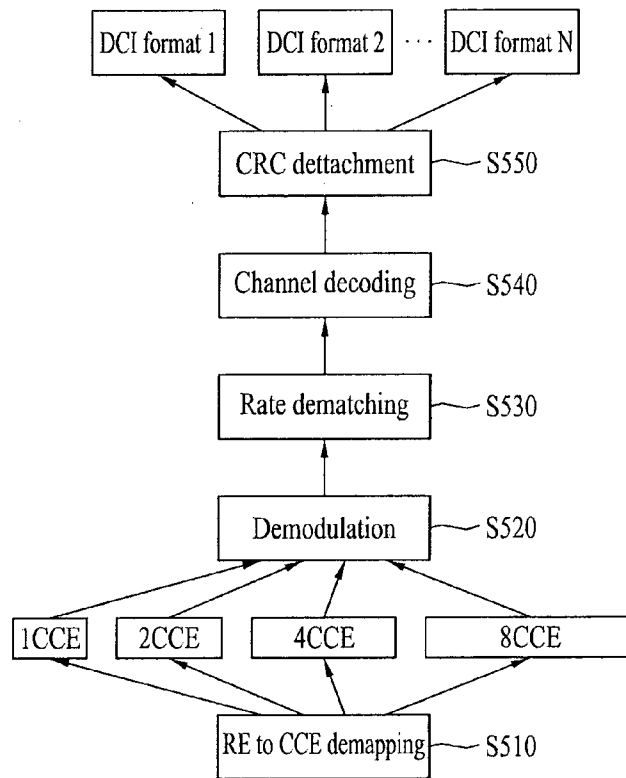 DCI format 1 DCI format 2 ··· DCI format N
CRC dettachment S550
Channel decoding S540
Rate dematching S530
Demodulation S520
1CCE 2CCE 4CCE 8CCE
RE to CCE demapping S510